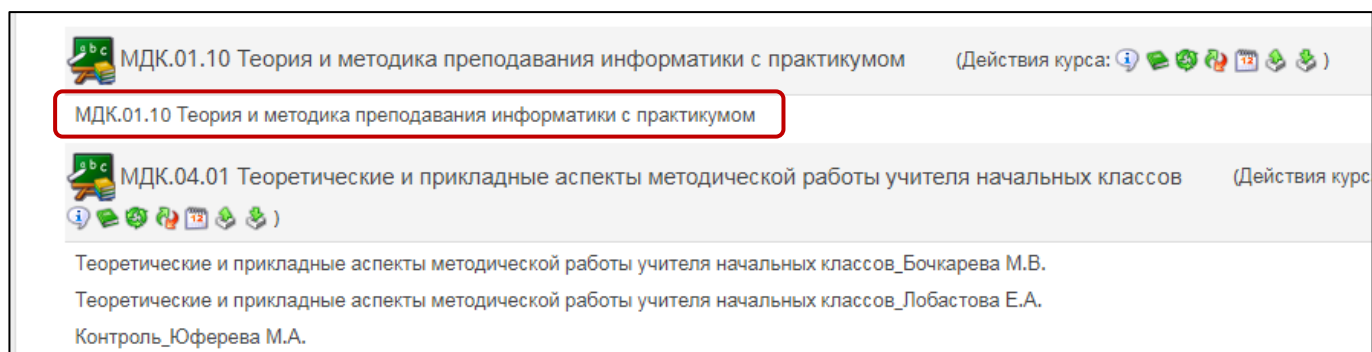 МДК.01.10 Теория и методика преподавания информатики с практикумом (Действия курса: 12 )
МДК.01.10 Теория и методика преподавания информатики с практикумом
МДК.04.01 Теоретические и прикладные аспекты методической работы учителя начальных классов (Действия курс
12 )
Теоретические и прикладные аспекты методической работы учителя начальных классов_Бочкарева М.В.
Теоретические и прикладные аспекты методической работы учителя начальных классов_Лобастова Е.А.
Контроль_Юферева М.А.